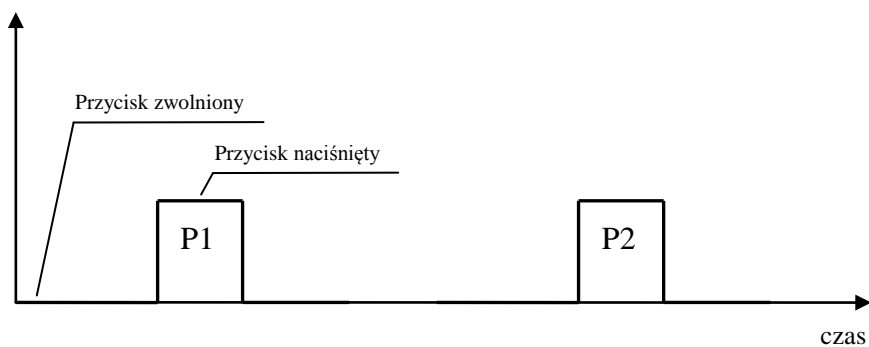 Przycisk zwolniony
Przycisk naciśnięty
P1
P2
czas